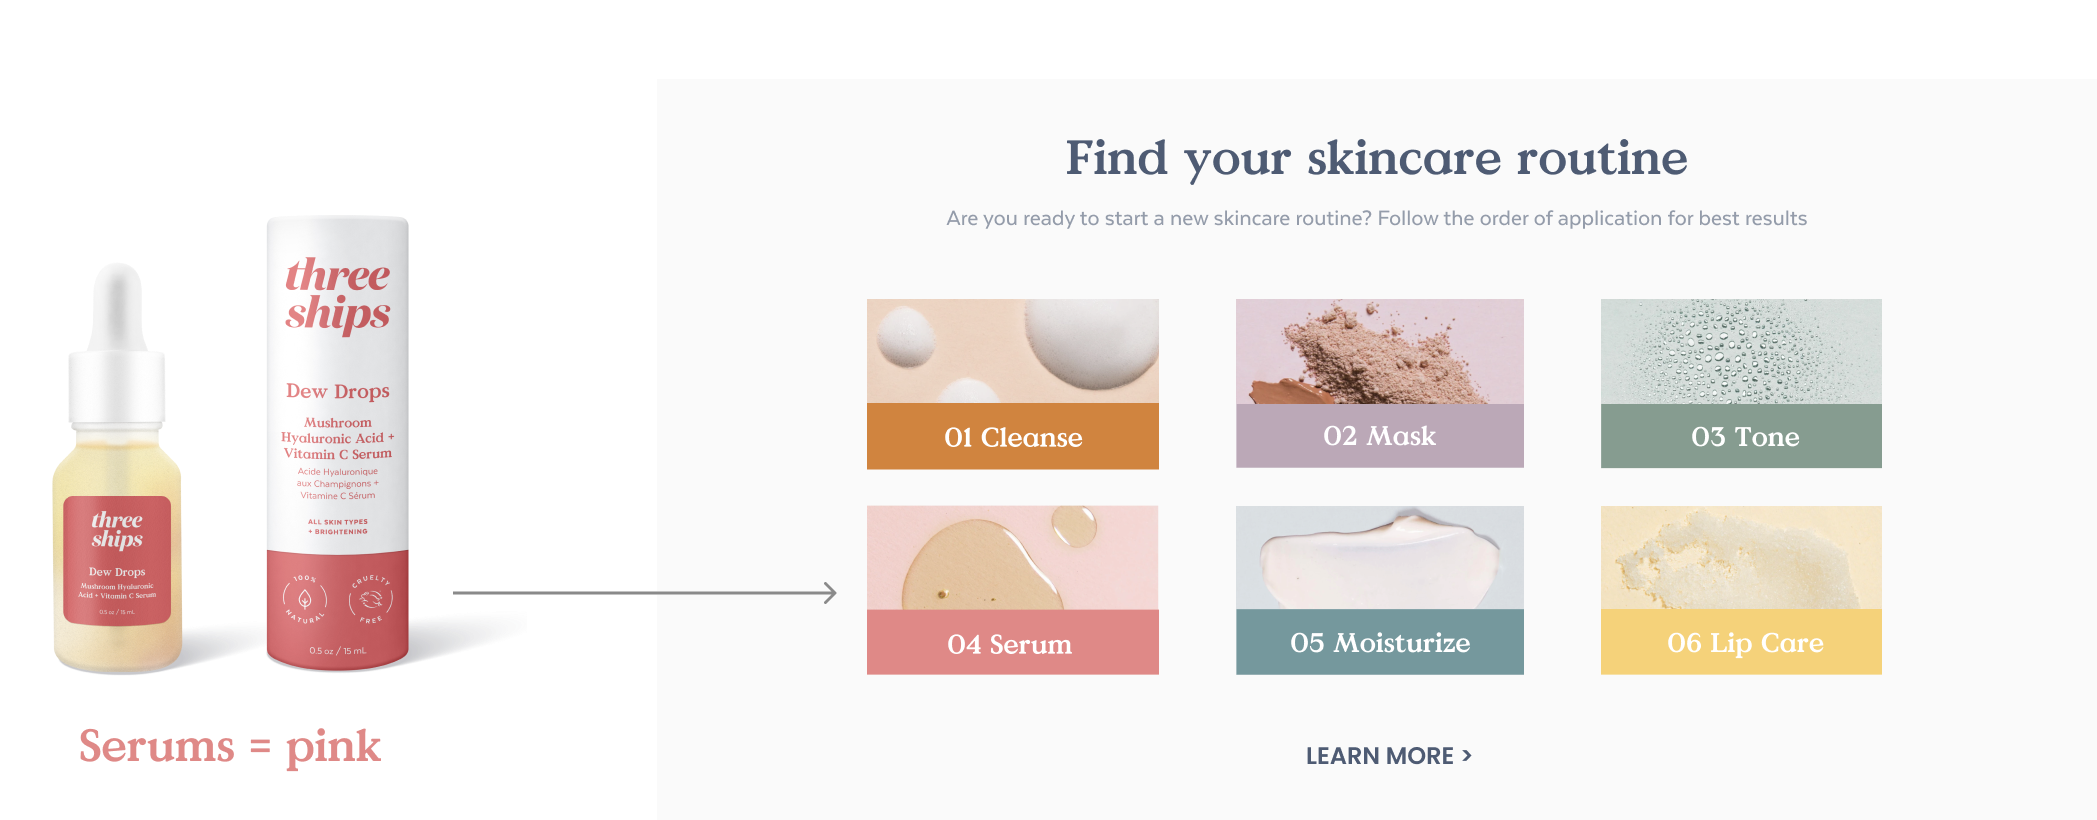 three
ships
Dew Drops
Mushroom Hyaluronic
Acid + Vitamin C Serum
0.5 oz / 15 mL
three
ships
Dew Drops
Mushroom
Hyaluronic Acid +
Vitamin C Serum
Acide Hyaluronique
aux Champignons +
Vitamine C Sérum
ALL SKIN TYPES
+ BRIGHTENING
100%
NATURAL
CRUELTY
FREE
0.5 oz / 15 mL
Serums = pink
Find your skincare routine
Are you ready to start a new skincare routine? Follow the order of application for best results
01 Cleanse
02 Mask
03 Tone
04 Serum
05 Moisturize
06 Lip Care
LEARN MORE >